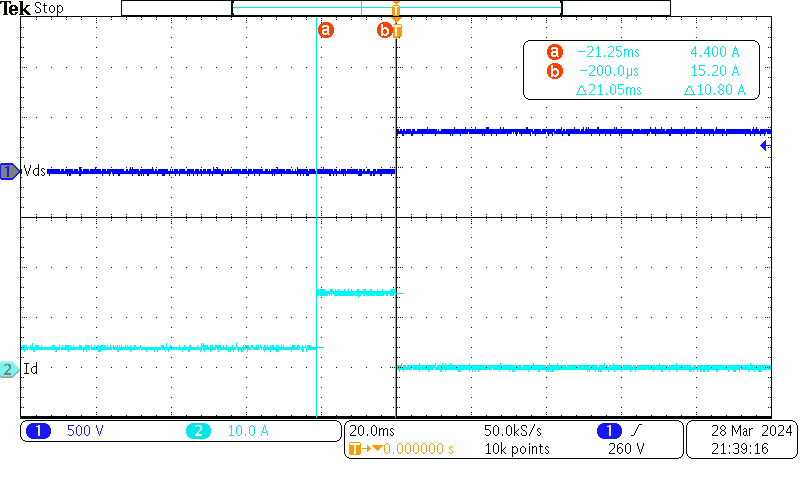 Tek Stop
T
a b T
a −21.25ms 4.400 A
b −200.0µs 15.20 A
Δ21.05ms Δ10.80 A
1 Vds
2 Id
1 500 V 2 10.0 A
20.0ms 50.0kS/s 1
T→▼0.000000 s 10k points 260 V
28 Mar 2024
21:39:16